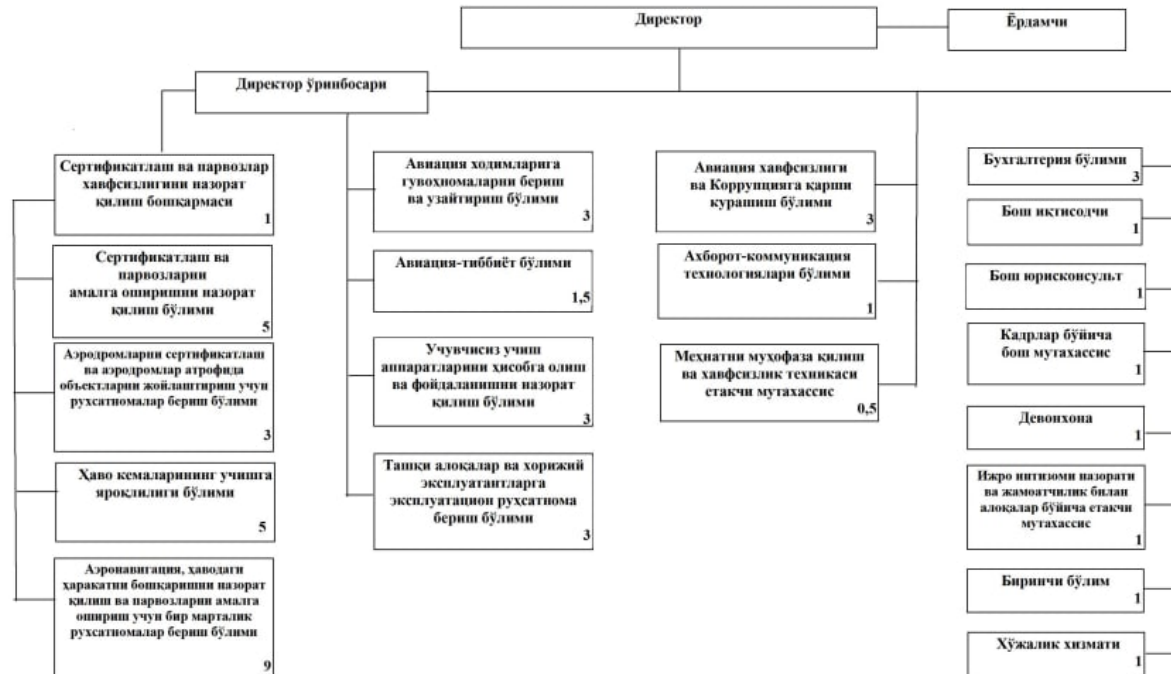 Директор
Ёрдамчи
Директор ўринбосари
Сертификатлаш ва парвозлар
хавфсизлигини назорат
қилиш бошқармаси
1
Сертификатлаш ва
парвозларни
амалга оширишни назорат
қилиш бўлими
5
Аэродромларни сертификатлаш
ва аэродромлар атрофида
объектларни жойлаштириш учун
рухсатномалар бериш бўлими
3
Ҳаво кемаларининг учишга
яроқлилиги бўлими
5
Аэронавигация, ҳаводаги
ҳаракатни бошқаришни назорат
қилиш ва парвозларни амалга
ошириш учун бир марталик
рухсатномалар бериш бўлими
9
Авиация ходимларига
гувоҳномаларни бериш
ва узайтириш бўлими
3
Авиация-тиббиёт бўлими
1,5
Учувчисиз учиш
аппаратларини ҳисобга олиш
ва фойдаланишни назорат
қилиш бўлими
3
Ташқи алоқалар ва хорижий
эксплуатантларга
эксплуатацион рухсатнома
бериш бўлими
3
Авиация хавфсизлиги
ва Коррупцияга қарши
курашиш бўлими
3
Ахборот-коммуникация
технологиялари бўлими
1
Меҳнатни муҳофаза қилиш
ва хавфсизлик техникаси
етакчи мутахассис
0,5
Бухгалтерия бўлими
3
Бош иқтисодчи
1
Бош юрисконсульт
1
Кадрлар бўйича
бош мутахассис
1
Девонхона
1
Ижро интизоми назорати
ва жамоатчилик билан
алоқалар бўйича етакчи
мутахассис
1
Биринчи бўлим
1
Хўжалик хизмати
1